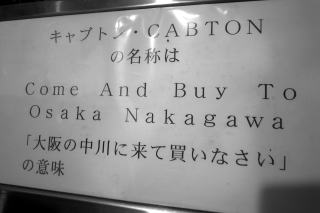 キャブトン・CABTON
の名称は
Come And Buy To
Osaka Nakagawa
「大阪の中川に来て買いなさい」
の意味